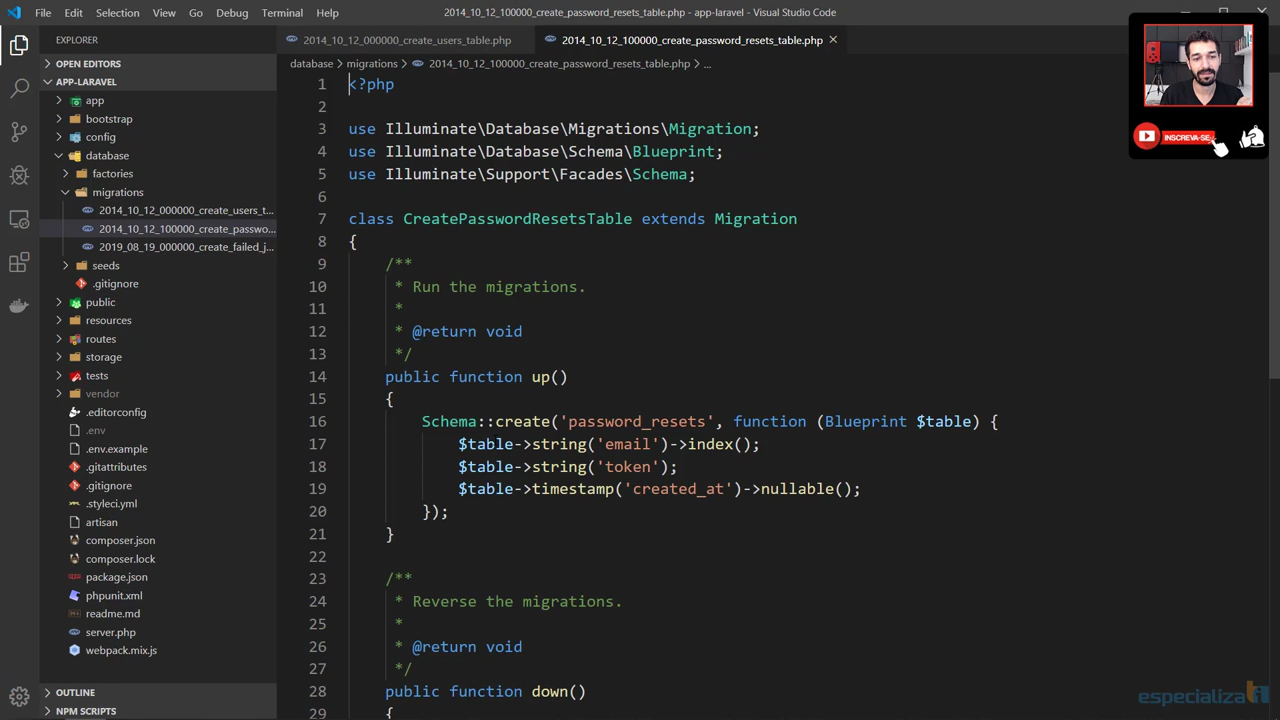 File Edit Selection View Go Debug Terminal Help
2014_10_12_100000_create_password_resets_table.php - app-laravel - Visual Studio Code
EXPLORER
OPEN EDITORS
APP-LARAVEL
app
bootstrap
config
database
factories
migrations
2014_10_12_000000_create_users_t...
2014_10_12_100000_create_passwo...
2019_08_19_000000_create_failed_j...
seeds
.gitignore
public
resources
routes
storage
tests
vendor
.editorconfig
.env
.env.example
.gitattributes
.gitignore
.styleci.yml
artisan
composer.json
composer.lock
package.json
phpunit.xml
readme.md
server.php
webpack.mix.js
OUTLINE
NPM SCRIPTS
2014_10_12_000000_create_users_table.php
2014_10_12_100000_create_password_resets_table.php
database > migrations > 2014_10_12_100000_create_password_resets_table.php > ...
1 <?php
2
3 use Illuminate\Database\Migrations\Migration;
4 use Illuminate\Database\Schema\Blueprint;
5 use Illuminate\Support\Facades\Schema;
6
7 class CreatePasswordResetsTable extends Migration
8 {
9 /**
10 * Run the migrations.
11 *
12 * @return void
13 */
14 public function up()
15 {
16 Schema::create('password_resets', function (Blueprint $table) {
17 $table->string('email')->index();
18 $table->string('token');
19 $table->timestamp('created_at')->nullable();
20 });
21 }
22
23 /**
24 * Reverse the migrations.
25 *
26 * @return void
27 */
28 public function down()
29 {
INSCREVA-SE
especializati